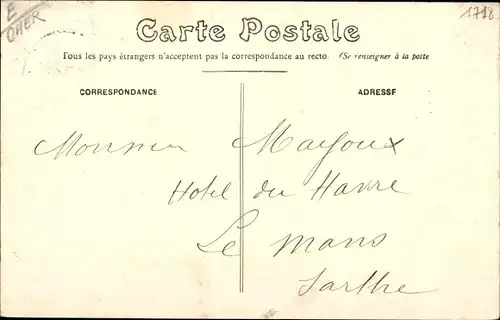 E
CHER
1718
Carte Postale
Tous les pays étrangers n'acceptent pas la correspondance au recto. (Se renseigner à la poste
CORRESPONDANCE
ADRESSE
Monsieur Mayoux
Hotel du Havre
Le Mans
Sarthe